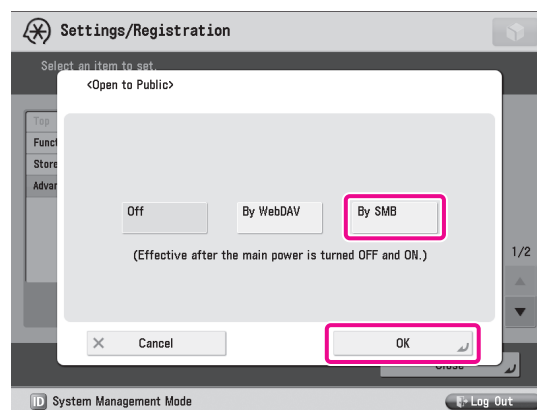 Settings/Registration
Select an item to set.
<Open to Public>
Top
Funct
Store
Advan
Off
By WebDAV
By SMB
(Effective after the main power is turned OFF and ON.)
1/2
Cancel
OK
Close
ID System Management Mode
Log Out